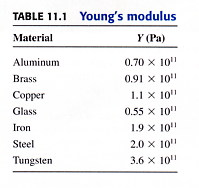 TABLE 11.1 Young's modulus
Material Y (Pa)
Aluminum 0.70 × 10¹¹
Brass 0.91 × 10¹¹
Copper 1.1 × 10¹¹
Glass 0.55 × 10¹¹
Iron 1.9 × 10¹¹
Steel 2.0 × 10¹¹
Tungsten 3.6 × 10¹¹